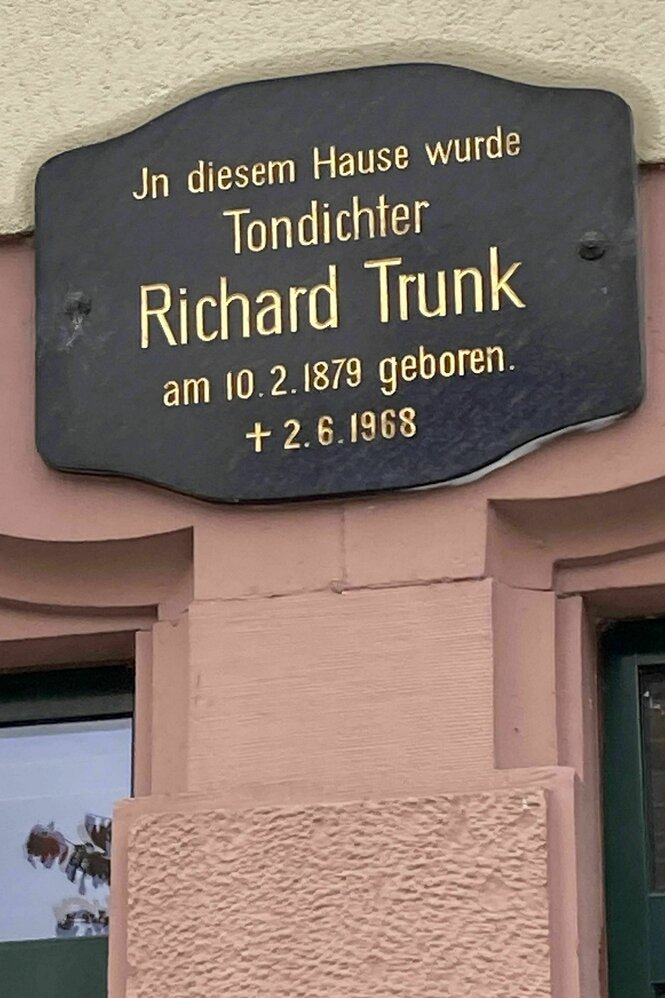 Jn diesem Hause wurde
Tondichter
Richard Trunk
am 10.2.1879 geboren.
✝ 2.6.1968